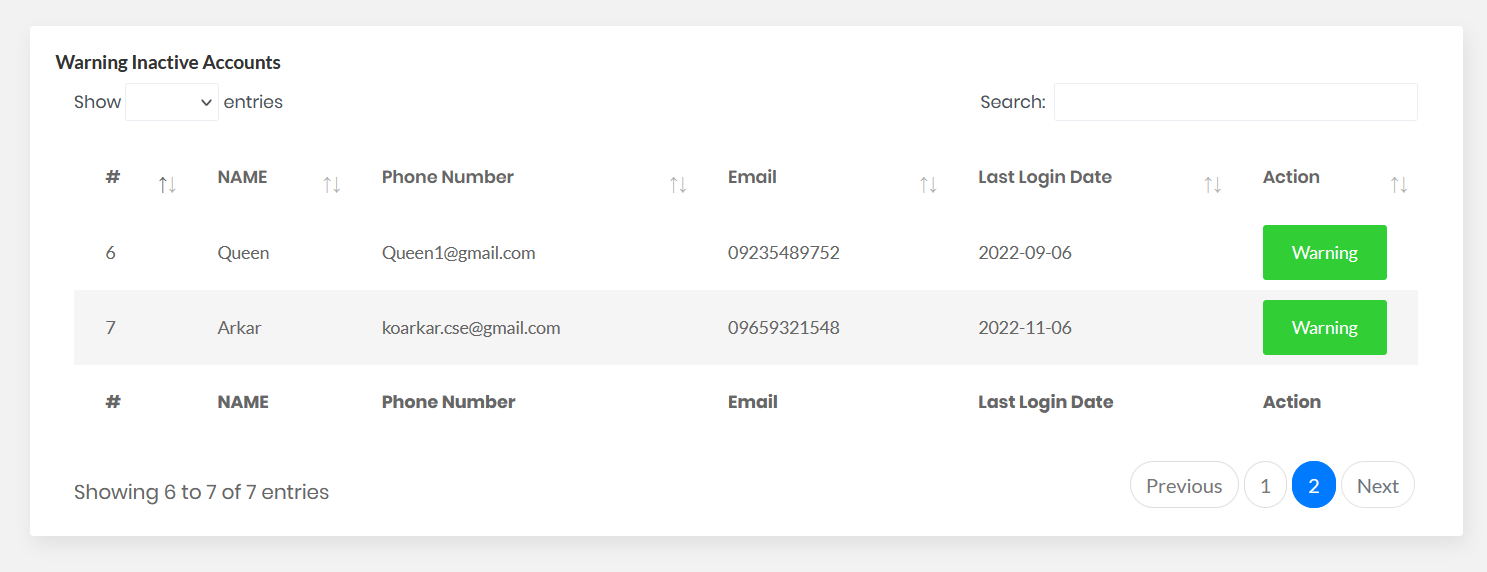 Warning Inactive Accounts
Show entries Search:
# NAME Phone Number Email Last Login Date Action
6 Queen Queen1@gmail.com 09235489752 2022-09-06 Warning
7 Arkar koarkar.cse@gmail.com 09659321548 2022-11-06 Warning
# NAME Phone Number Email Last Login Date Action
Showing 6 to 7 of 7 entries Previous 1 2 Next